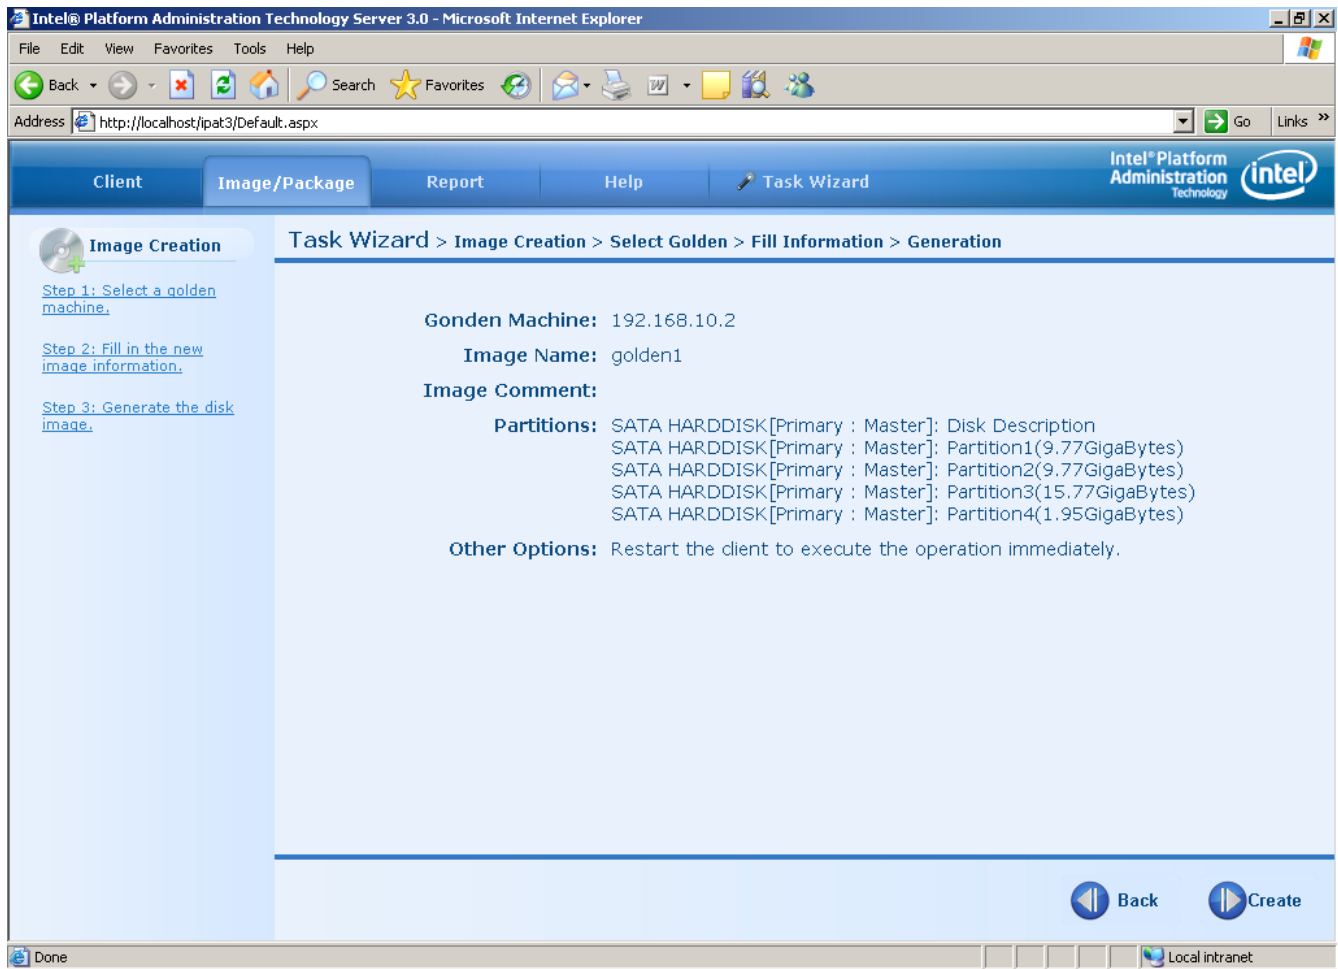 Intel® Platform Administration Technology Server 3.0 - Microsoft Internet Explorer
File Edit View Favorites Tools Help
Back Search Favorites
Address http://localhost/ipat3/Default.aspx Go Links »
Client Image/Package Report Help Task Wizard
Intel® Platform
Administration
Technology
intel
Image Creation
Task Wizard > Image Creation > Select Golden > Fill Information > Generation
Step 1: Select a golden
machine.
Step 2: Fill in the new
image information.
Step 3: Generate the disk
image.
Gonden Machine: 192.168.10.2
Image Name: golden1
Image Comment:
Partitions: SATA HARDDISK[Primary : Master]: Disk Description
SATA HARDDISK[Primary : Master]: Partition1(9.77GigaBytes)
SATA HARDDISK[Primary : Master]: Partition2(9.77GigaBytes)
SATA HARDDISK[Primary : Master]: Partition3(15.77GigaBytes)
SATA HARDDISK[Primary : Master]: Partition4(1.95GigaBytes)
Other Options: Restart the client to execute the operation immediately.
Back Create
Done Local intranet